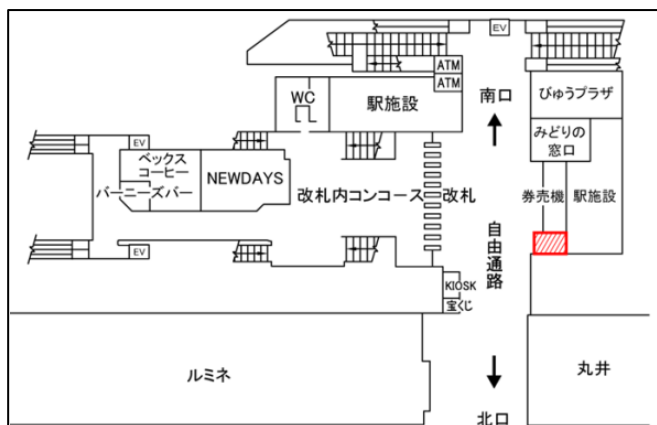 EV
ATM
ATM
WC
駅施設
南口
びゅうプラザ
みどりの
窓口
EV
ベックス
コーヒー
バーニーズバー
NEWDAYS
改札内コンコース
改札
券売機
駅施設
自由通路
EV
KIOSK
宝くじ
ルミネ
丸井
北口